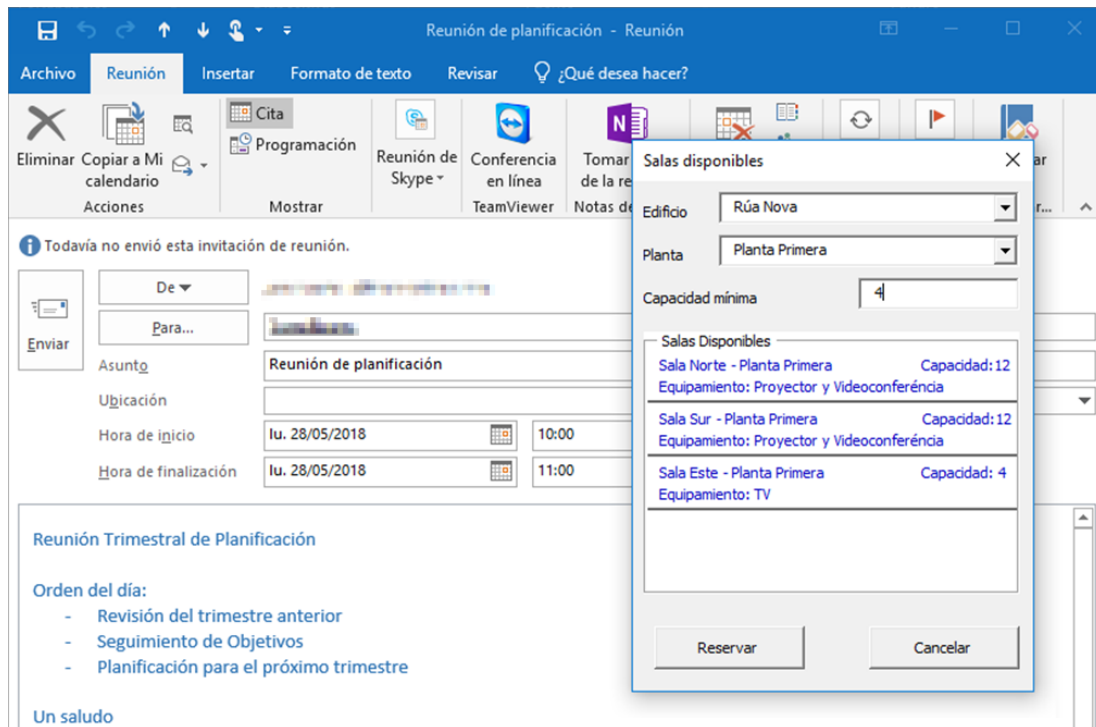 Reunión de planificación - Reunión
Archivo Reunión Insertar Formato de texto Revisar ¿Qué desea hacer?
Eliminar Copiar a Mi calendario
Acciones
Cita
Programación
Mostrar
Reunión de Skype
Conferencia en línea
TeamViewer
N
Tomar
de la re
Notas de
ar
r...
Todavía no envió esta invitación de reunión.
Enviar
De
Para...
Asunto Reunión de planificación
Ubicación
Hora de inicio lu. 28/05/2018 10:00
Hora de finalización lu. 28/05/2018 11:00
Reunión Trimestral de Planificación
Orden del día:
- Revisión del trimestre anterior
- Seguimiento de Objetivos
- Planificación para el próximo trimestre
Un saludo
Salas disponibles
Edificio Rúa Nova
Planta Planta Primera
Capacidad mínima 4
Salas Disponibles
Sala Norte - Planta Primera Capacidad:12
Equipamiento: Proyector y Videoconferéncia
Sala Sur - Planta Primera Capacidad:12
Equipamiento: Proyector y Videoconferéncia
Sala Este - Planta Primera Capacidad: 4
Equipamiento: TV
Reservar Cancelar